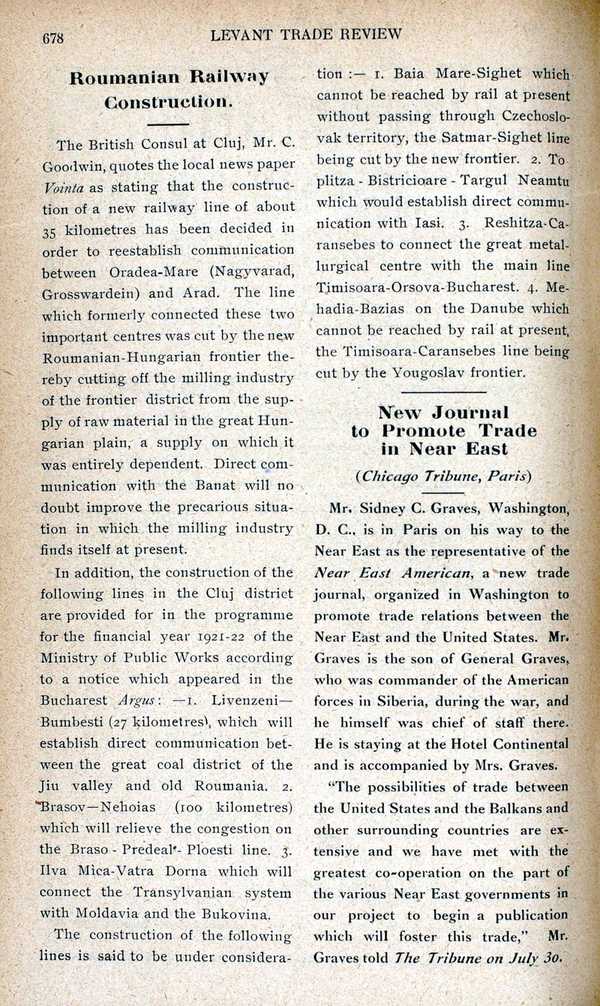 678
LEVANT TRADE REVIEW
Roumanian Railway
Construction.
The British Consul at Cluj, Mr. C.
Goodwin, quotes the local news paper
Vointa as stating that the construc-
tion of a new railway line of about
35 kilometres has been decided in
order to reestablish communication
between Oradea-Mare (Nagyvarad,
Grosswardein) and Arad. The line
which formerly connected these two
important centres was cut by the new
Roumanian-Hungarian frontier the-
reby cutting off the milling industry
of the frontier district from the sup-
ply of raw material in the great Hun-
garian plain, a supply on which it
was entirely dependent. Direct com-
munication with the Banat will no
doubt improve the precarious situa-
tion in which the milling industry
finds itself at present.
In addition, the construction of the
following lines in the Cluj district
are provided for in the programme
for the financial year 1921-22 of the
Ministry of Public Works according
to a notice which appeared in the
Bucharest Argus: —1. Livenzeni—
Bumbesti (27 kilometres), which will
establish direct communication bet-
ween the great coal district of the
Jiu valley and old Roumania. 2.
Brasov—Nehoias (100 kilometres)
which will relieve the congestion on
the Braso - Predeal - Ploesti line. 3.
Ilva Mica-Vatra Dorna which will
connect the Transylvanian system
with Moldavia and the Bukovina.
The construction of the following
lines is said to be under considera-
tion :— 1. Baia Mare-Sighet which
cannot be reached by rail at present
without passing through Czechoslo-
vak territory, the Satmar-Sighet line
being cut by the new frontier. 2. To
plitza - Bistricioare - Targul Neamtu
which would establish direct commu-
nication with Iasi. 3. Reshitza-Ca-
ransebes to connect the great metal-
lurgical centre with the main line
Timisoara-Orsova-Bucharest. 4. Me-
hadia-Bazias on the Danube which
cannot be reached by rail at present,
the Timisoara-Caransebes line being
cut by the Yougoslav frontier.
New Journal
to Promote Trade
in Near East
(Chicago Tribune, Paris)
Mr. Sidney C. Graves, Washington,
D. C., is in Paris on his way to the
Near East as the representative of the
Near East American, a new trade
journal, organized in Washington to
promote trade relations between the
Near East and the United States. Mr.
Graves is the son of General Graves,
who was commander of the American
forces in Siberia, during the war, and
he himself was chief of staff there.
He is staying at the Hotel Continental
and is accompanied by Mrs. Graves.
"The possibilities of trade between
the United States and the Balkans and
other surrounding countries are ex-
tensive and we have met with the
greatest co-operation on the part of
the various Near East governments in
our project to begin a publication
which will foster this trade," Mr.
Graves told The Tribune on July 30.